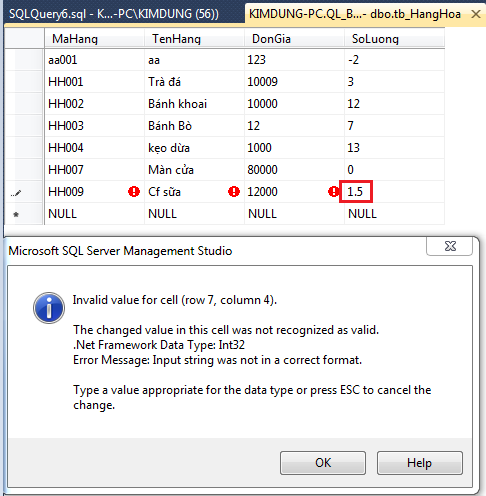 SQLQuery6.sql - K...-PC\KIMDUNG (56)) KIMDUNG-PC.QL_B...- dbo.tb_HangHoa
MaHang TenHang DonGia SoLuong
aa001 aa 123 -2
HH001 Trà đá 10009 3
HH002 Bánh khoai 10000 12
HH003 Bánh Bò 12 7
HH004 kẹo dừa 1000 13
HH007 Màn cửa 80000 0
HH009 Cf sữa 12000 1.5
NULL NULL NULL NULL
Microsoft SQL Server Management Studio
Invalid value for cell (row 7, column 4).
The changed value in this cell was not recognized as valid.
.Net Framework Data Type: Int32
Error Message: Input string was not in a correct format.
Type a value appropriate for the data type or press ESC to cancel the
change.
OK Help